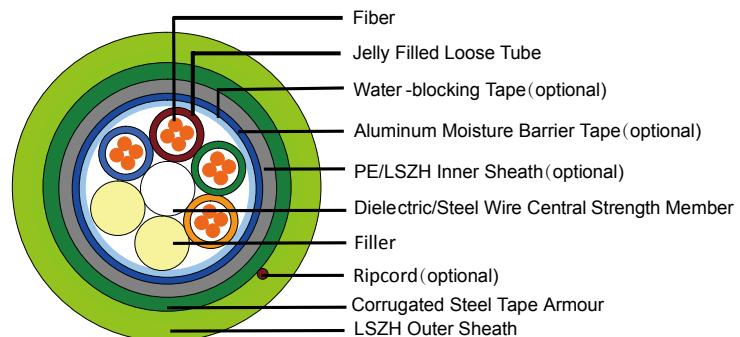 Fiber
Jelly Filled Loose Tube
Water -blocking Tape（optional)
Aluminum Moisture Barrier Tape（optional)
PE/LSZH Inner Sheath（optional)
Dielectric/Steel Wire Central Strength Member
Filler
Ripcord（optional)
Corrugated Steel Tape Armour
LSZH Outer Sheath